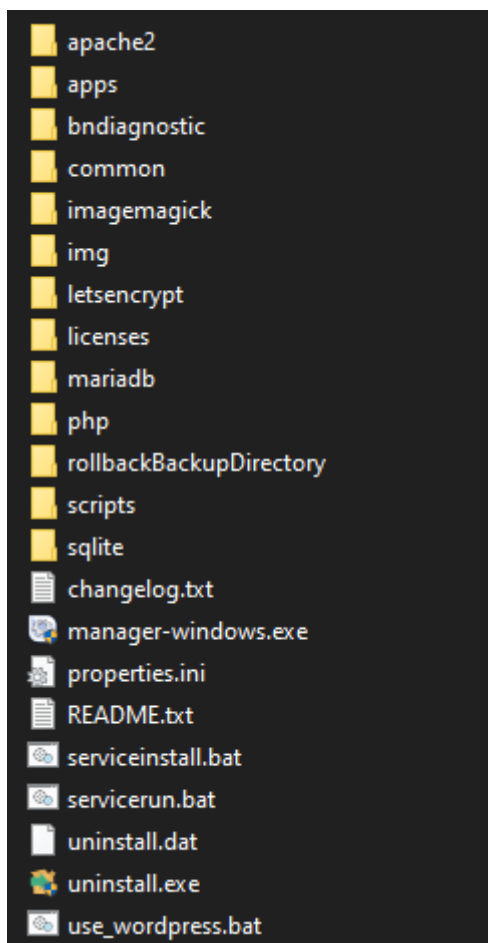 apache2
apps
bndiagnostic
common
imagemagick
img
letsencrypt
licenses
mariadb
php
rollbackBackupDirectory
scripts
sqlite
changelog.txt
manager-windows.exe
properties.ini
README.txt
serviceinstall.bat
servicerun.bat
uninstall.dat
uninstall.exe
use_wordpress.bat